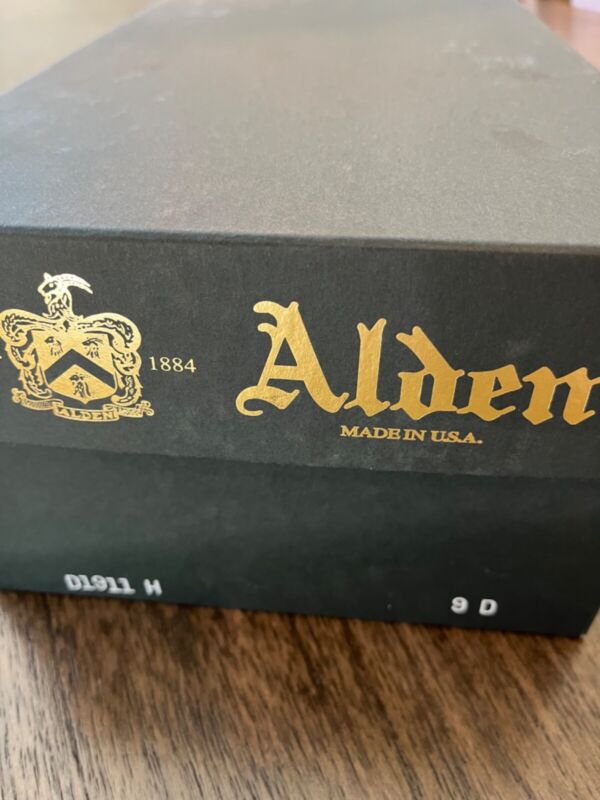 ALDEN
1884
Alden
MADE IN U.S.A.
D1911 H
9 D